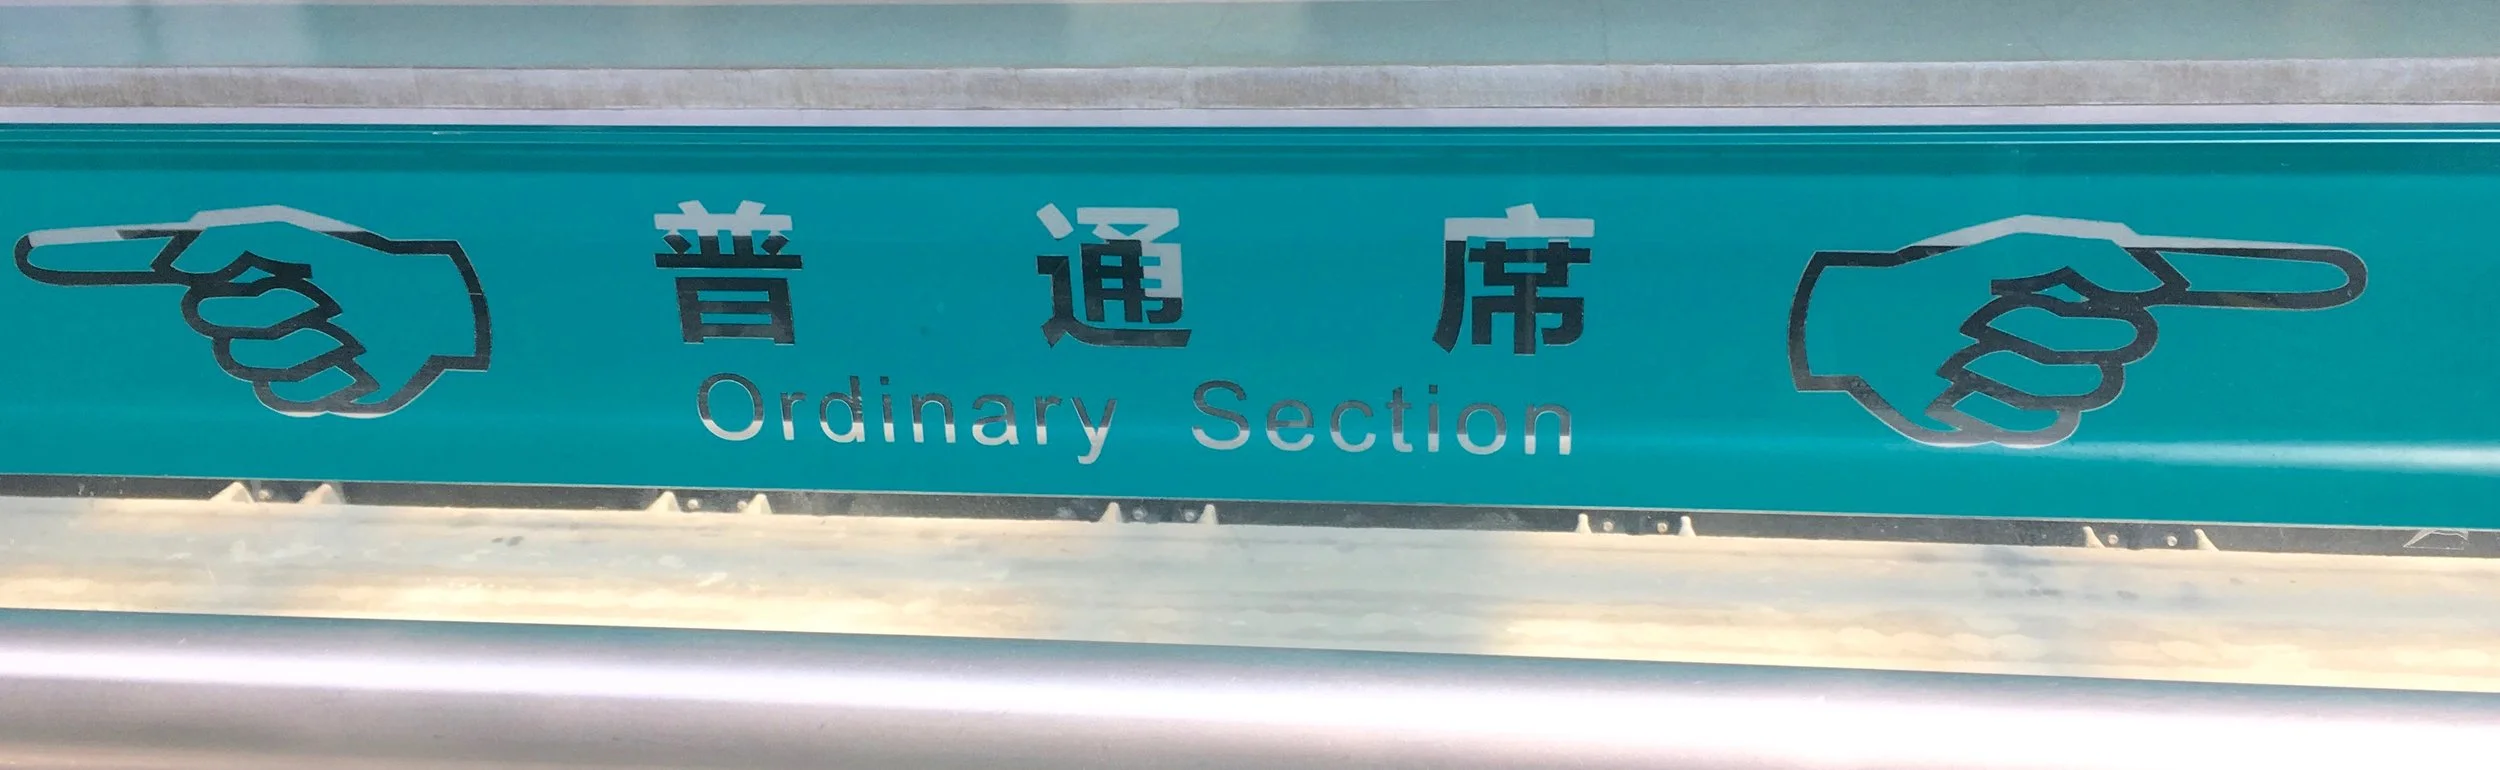 普通席
Ordinary Section